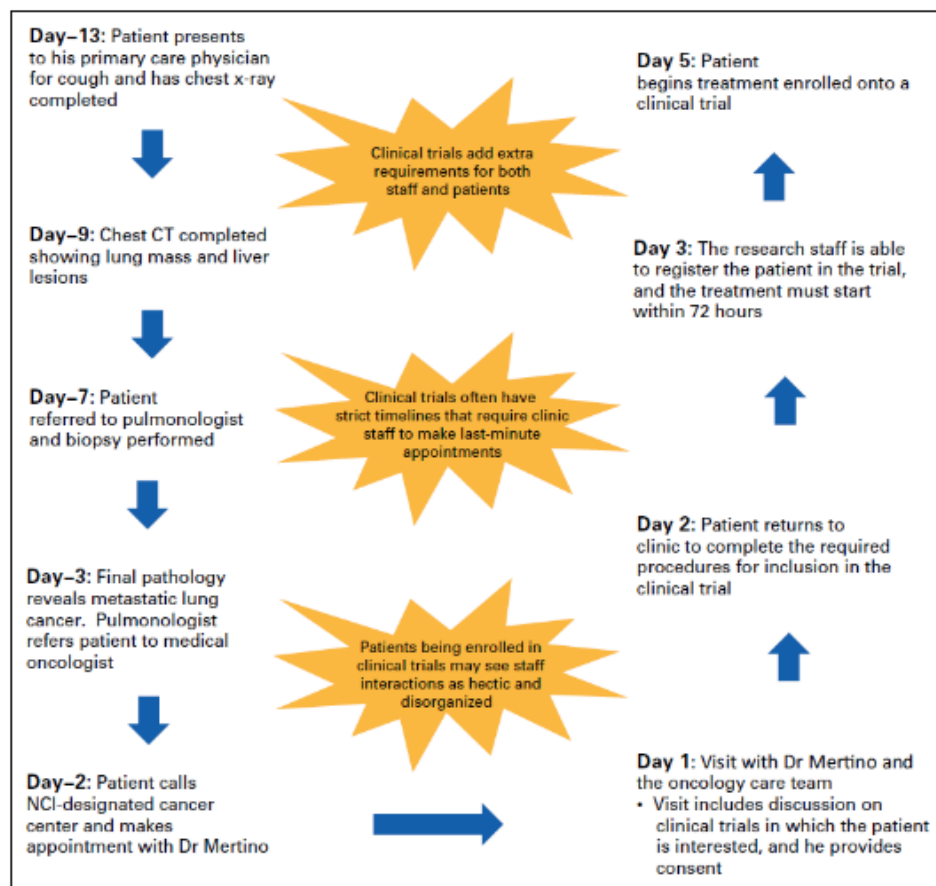 Day–13: Patient presents
to his primary care physician
for cough and has chest x-ray
completed
Day–9: Chest CT completed
showing lung mass and liver
lesions
Day–7: Patient
referred to pulmonologist
and biopsy performed
Day–3: Final pathology
reveals metastatic lung
cancer. Pulmonologist
refers patient to medical
oncologist
Day–2: Patient calls
NCI-designated cancer
center and makes
appointment with Dr Mertino
Clinical trials add extra
requirements for both
staff and patients
Clinical trials often have
strict timelines that require clinic
staff to make last-minute
appointments
Patients being enrolled in
clinical trials may see staff
interactions as hectic and
disorganized
Day 1: Visit with Dr Mertino and
the oncology care team
• Visit includes discussion on
clinical trials in which the patient
is interested, and he provides
consent
Day 2: Patient returns to
clinic to complete the required
procedures for inclusion in the
clinical trial
Day 3: The research staff is able
to register the patient in the trial,
and the treatment must start
within 72 hours
Day 5: Patient
begins treatment enrolled onto a
clinical trial